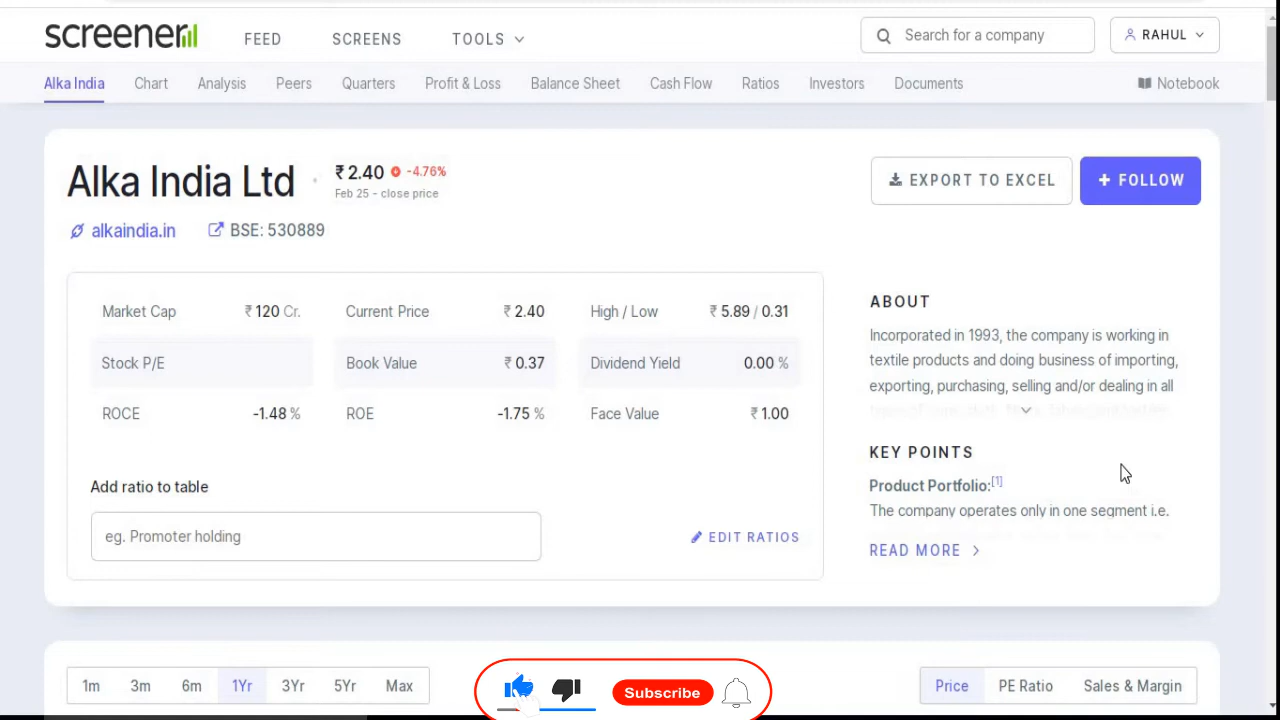 screener
FEED SCREENS TOOLS
Search for a company
RAHUL
Alka India Chart Analysis Peers Quarters Profit & Loss Balance Sheet Cash Flow Ratios Investors Documents Notebook
Alka India Ltd
₹ 2.40 -4.76%
Feb 25 - close price
EXPORT TO EXCEL
+ FOLLOW
alkaindia.in BSE: 530889
Market Cap ₹ 120 Cr. Current Price ₹ 2.40 High / Low ₹ 5.89 / 0.31
Stock P/E Book Value ₹ 0.37 Dividend Yield 0.00 %
ROCE -1.48 % ROE -1.75 % Face Value ₹ 1.00
Add ratio to table
eg. Promoter holding
EDIT RATIOS
ABOUT
Incorporated in 1993, the company is working in
textile products and doing business of importing,
exporting, purchasing, selling and/or dealing in all
KEY POINTS
Product Portfolio:[1]
The company operates only in one segment i.e.
READ MORE
1m 3m 6m 1Yr 3Yr 5Yr Max
Subscribe
Price PE Ratio Sales & Margin